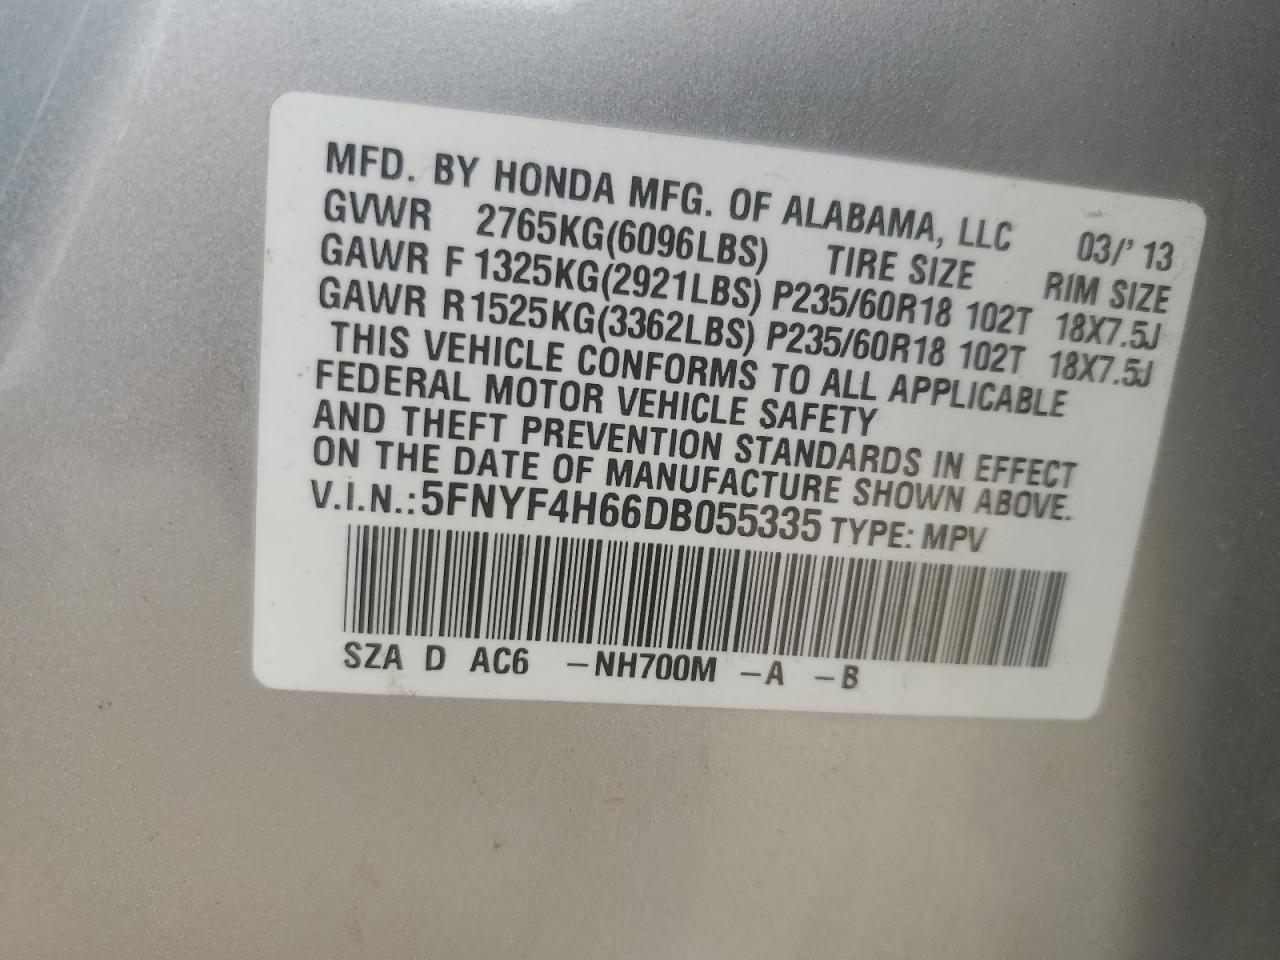 MFD. BY HONDA MFG. OF ALABAMA, LLC 03/' 13
GVWR 2765KG(6096LBS) TIRE SIZE RIM SIZE
GAWR F 1325KG(2921LBS) P235/60R18 102T 18X7.5J
GAWR R1525KG(3362LBS) P235/60R18 102T 18X7.5J
THIS VEHICLE CONFORMS TO ALL APPLICABLE
FEDERAL MOTOR VEHICLE SAFETY
AND THEFT PREVENTION STANDARDS IN EFFECT
ON THE DATE OF MANUFACTURE SHOWN ABOVE.
V.I.N.:5FNYF4H66DB055335 TYPE: MPV
SZA D AC6 –NH700M –A –B